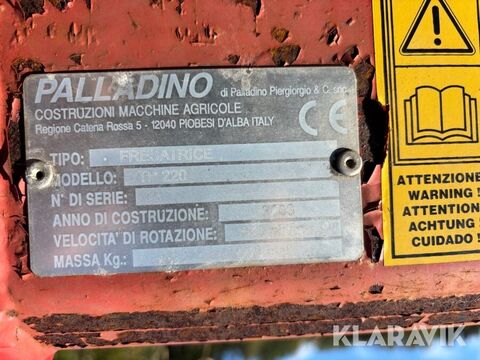 PALLADINO di Palladino Piergiorgio & C. snc
COSTRUZIONI MACCHINE AGRICOLE
Regione Catena Rossa 5 - 12040 PIOBESI D'ALBA ITALY
CE
TIPO: FRESATRICE
MODELLO: 220
N° DI SERIE:
ANNO DI COSTRUZIONE:
VELOCITA' DI ROTAZIONE:
MASSA Kg.:
ATTENZIONE
WARNING !
ATTENTION
ACHTUNG !
CUIDADO !
KLARAVIK